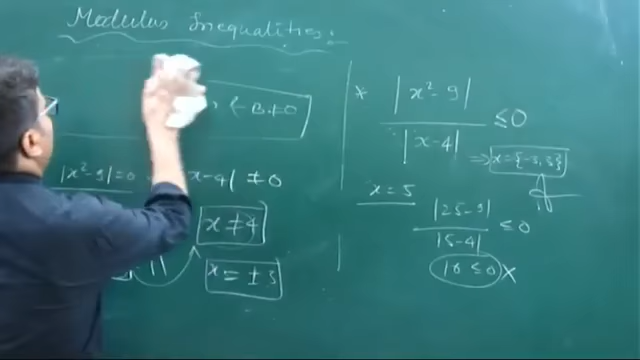 Modulus Inequalities:-
B ≠ 0
|x²-9|=0
x-4| ≠ 0
x ≠ 4
x = ±3
* |x²-9|
|x-4|
≤0
⇒ x={-3,3}
x = 5
|25-9|
|5-4|
≤ 0
16 ≤ 0 ×